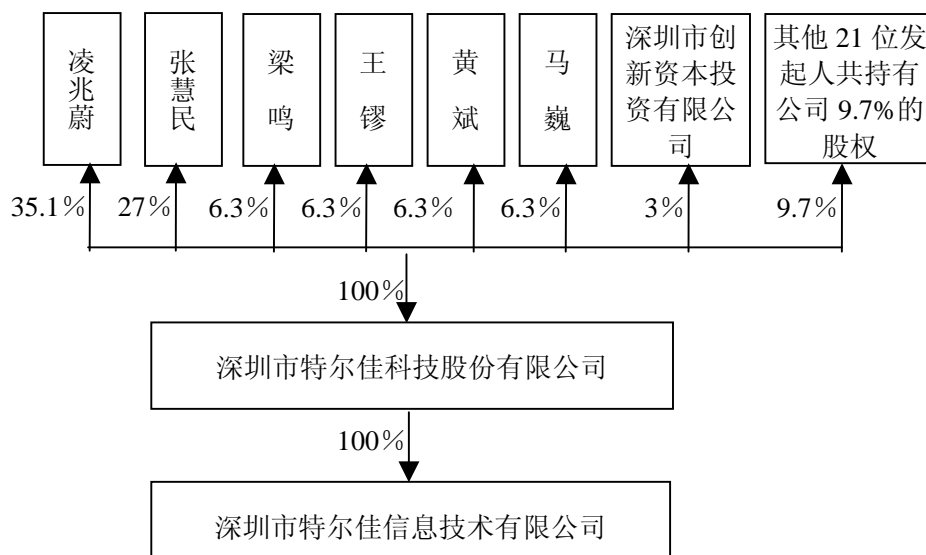 凌兆蔚
张慧民
梁鸣
王镠
黄斌
马巍
深圳市创
新资本投
资有限公
司
其他 21 位发
起人共持有
公司 9.7%的
股权
35.1％
27％
6.3％
6.3％
6.3％
6.3％
3％
9.7％
100％
深圳市特尔佳科技股份有限公司
100％
深圳市特尔佳信息技术有限公司